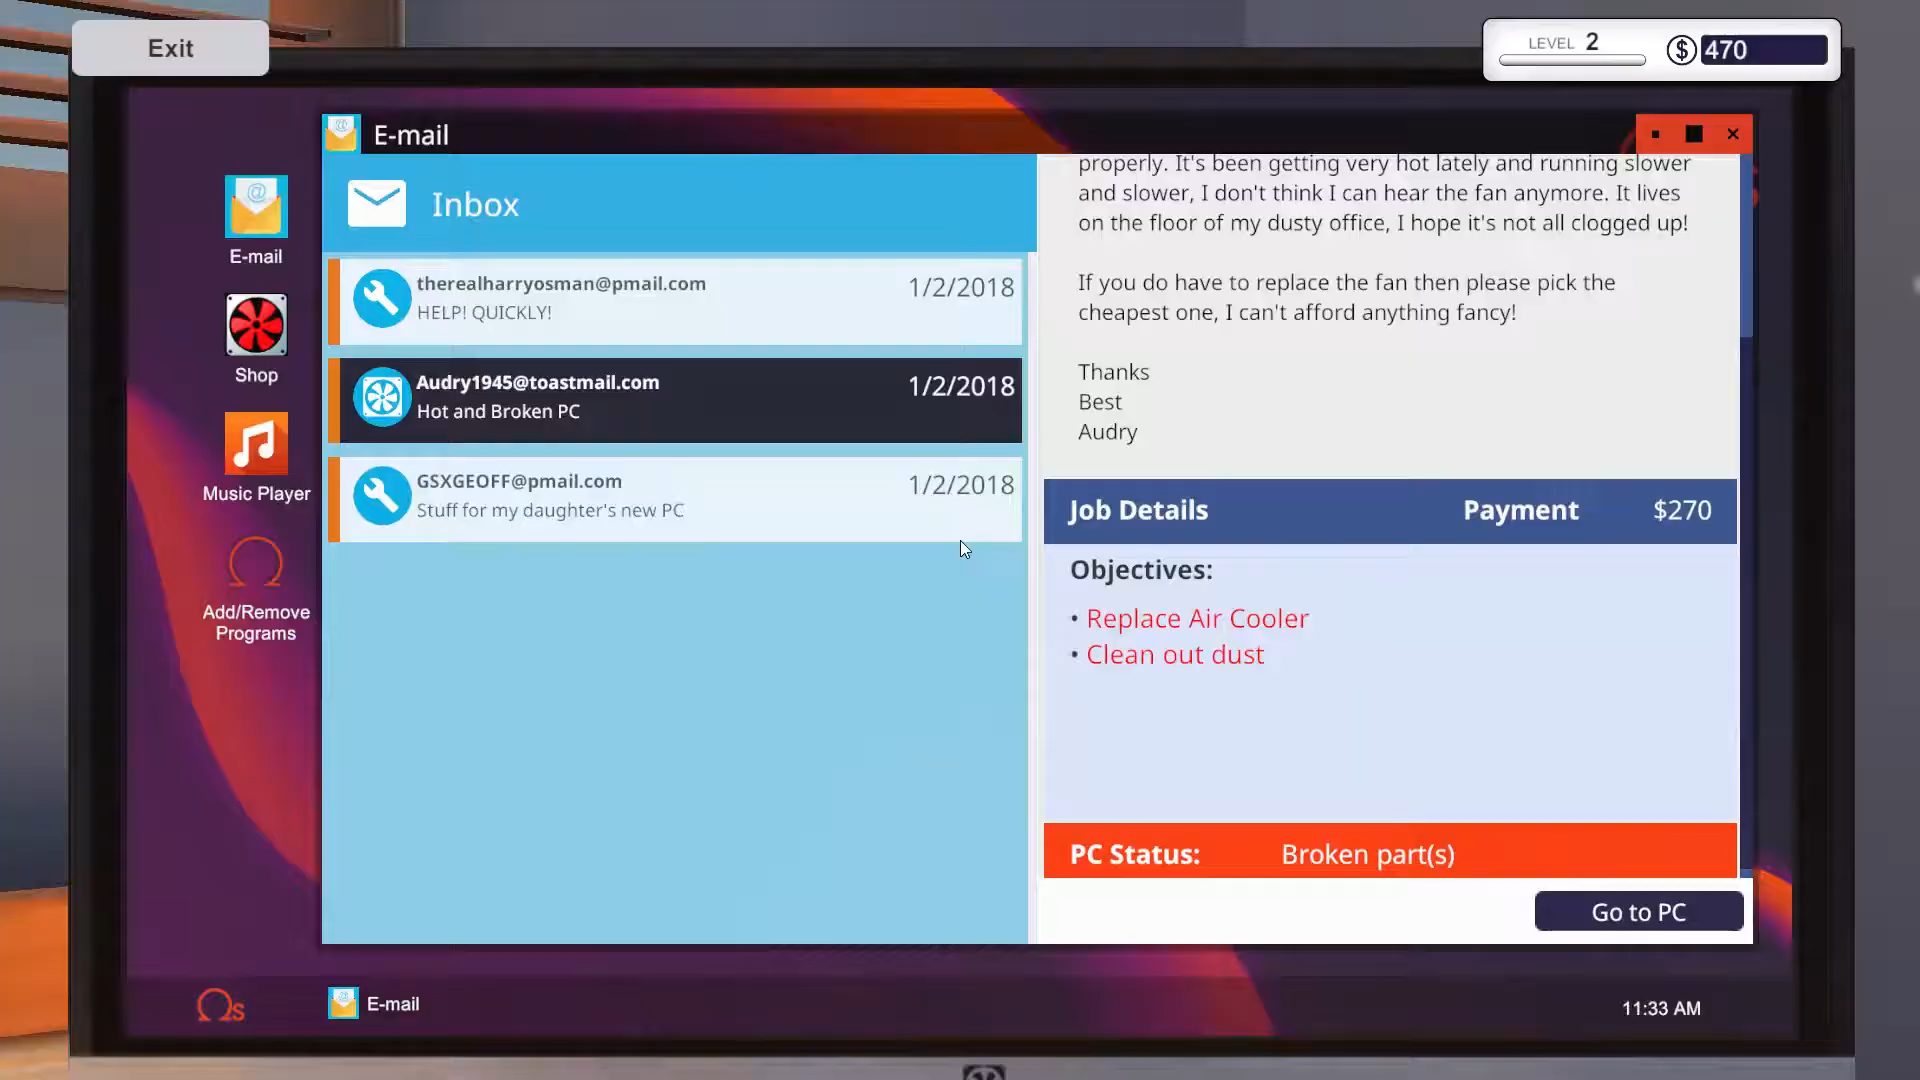 Exit
LEVEL 2
$ 470
E-mail
E-mail
Shop
Music Player
Add/Remove
Programs
Inbox
therealharryosman@pmail.com
1/2/2018
HELP! QUICKLY!
Audry1945@toastmail.com
1/2/2018
Hot and Broken PC
GSXGEOFF@pmail.com
1/2/2018
Stuff for my daughter's new PC
properly. It's been getting very hot lately and running slower
and slower, I don't think I can hear the fan anymore. It lives
on the floor of my dusty office, I hope it's not all clogged up!
If you do have to replace the fan then please pick the
cheapest one, I can't afford anything fancy!
Thanks
Best
Audry
Job Details Payment $270
Objectives:
• Replace Air Cooler
• Clean out dust
PC Status: Broken part(s)
Go to PC
Ωs
E-mail
11:33 AM